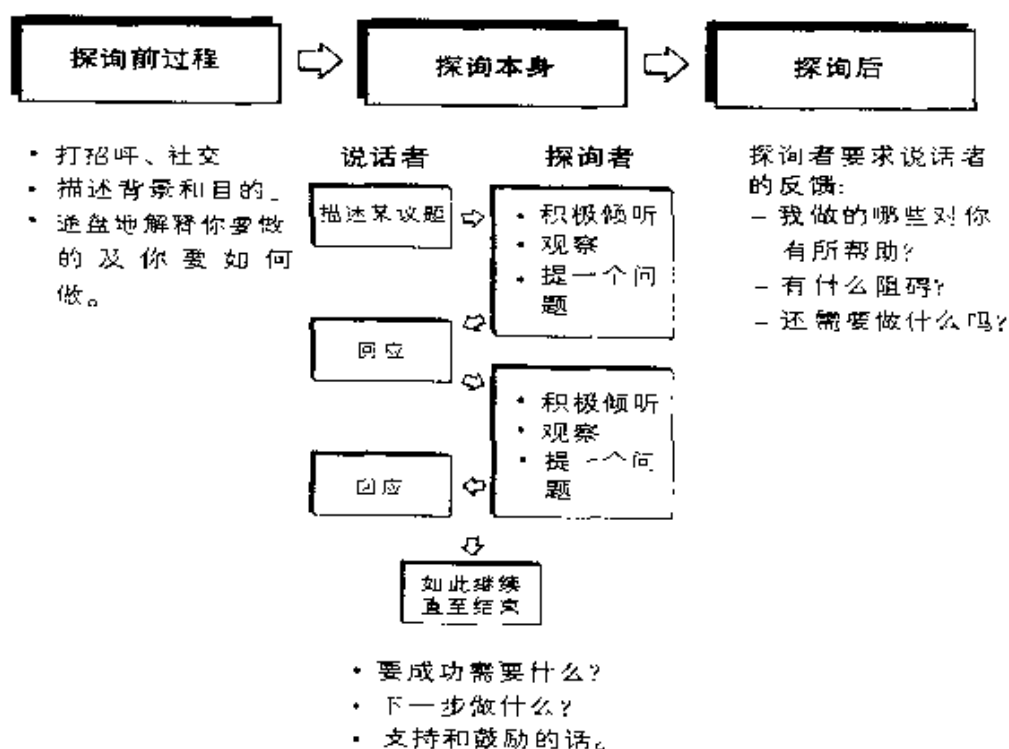 探询前过程
探询本身
探询后
• 打招呼、社交
• 描述背景和目的。
• 通盘地解释你要做
的及你要如何
做。
说话者
探询者
描述某议题
• 积极倾听
• 观察
• 提一个问
题
回应
• 积极倾听
• 观察
• 提一个问
题
回应
如此继续
直至结束
• 要成功需要什么?
• 下一步做什么?
• 支持和鼓励的话。
探询者要求说话者
的反馈:
– 我做的哪些对你
有所帮助?
– 有什么阻碍?
– 还需要做什么吗?